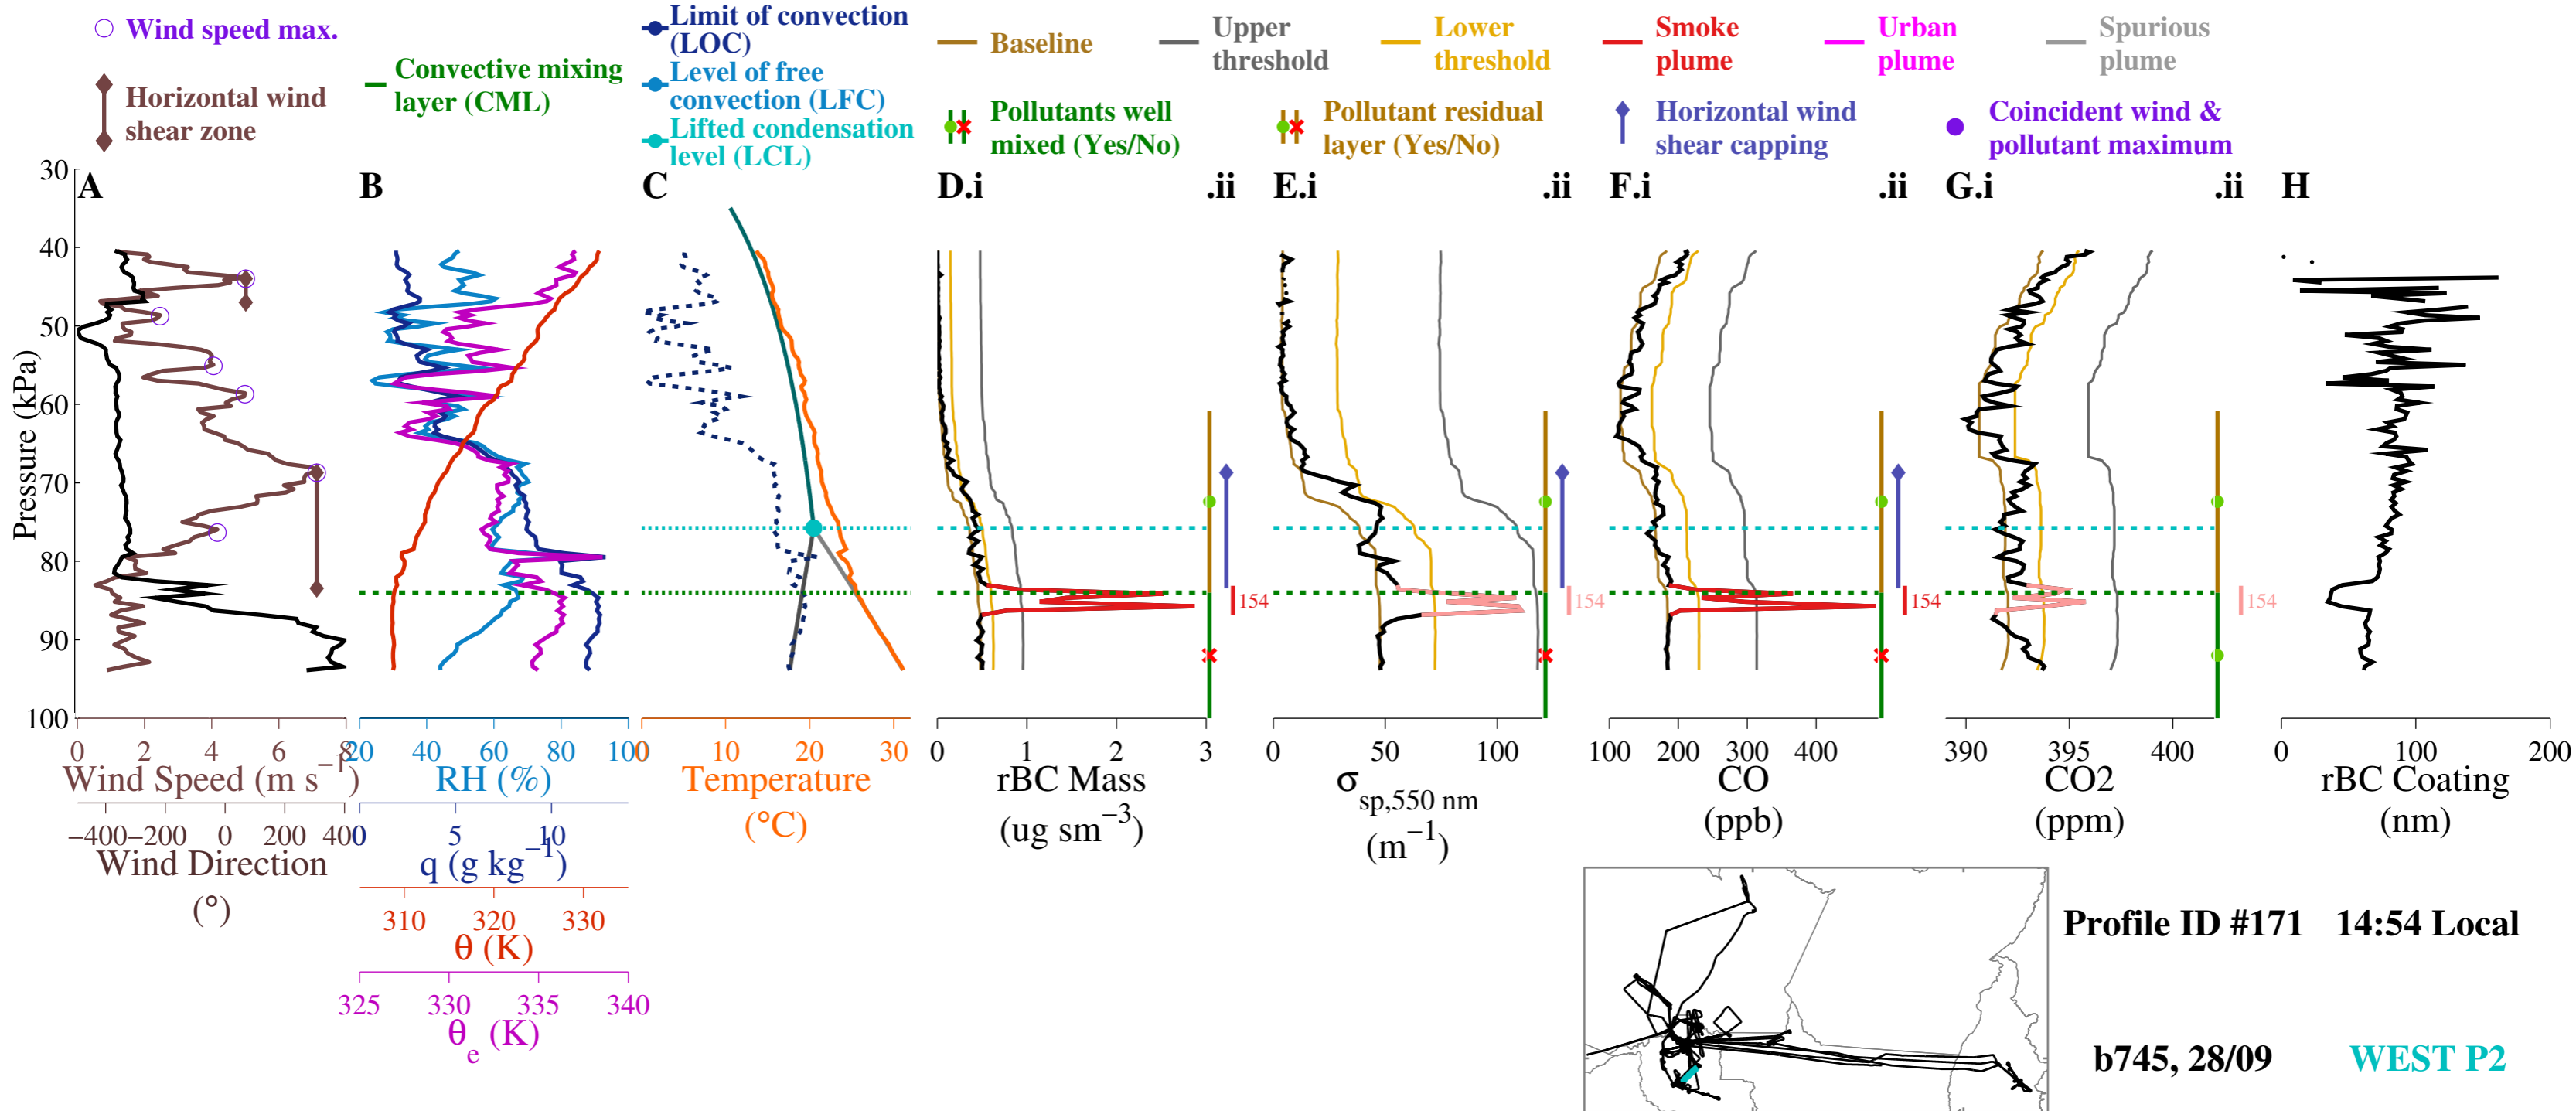 Wind speed max.
Horizontal wind
shear zone
Convective mixing
layer (CML)
Limit of convection
(LOC)
Level of free
convection (LFC)
Lifted condensation
level (LCL)
Baseline
Upper
threshold
Lower
threshold
Smoke
plume
Urban
plume
Spurious
plume
Pollutants well
mixed (Yes/No)
Pollutant residual
layer (Yes/No)
Horizontal wind
shear capping
Coincident wind &
pollutant maximum
A B C D.i .ii E.i .ii F.i .ii G.i .ii H
30
40
50
60
70
80
90
100
Pressure (kPa)
154 154 154 154
0 2 4 6 8
Wind Speed (m s−1)
−400 −200 0 200 400
Wind Direction
(°)
20 40 60 80 100
RH (%)
0 5 10
q (g kg−1)
310 320 330
θ (K)
325 330 335 340
θe (K)
0 10 20 30
Temperature
(°C)
0 1 2 3
rBC Mass
(ug sm−3)
0 50 100
σsp,550 nm
(m−1)
100 200 300 400
CO
(ppb)
390 395 400
CO2
(ppm)
0 100 200
rBC Coating
(nm)
Profile ID #171 14:54 Local
b745, 28/09 WEST P2